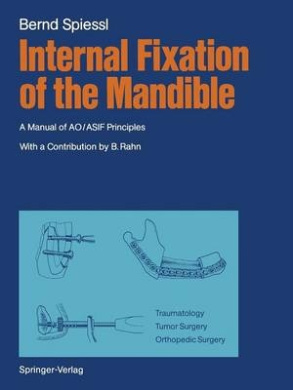 Bernd Spiessl
Internal Fixation
of the Mandible
A Manual of AO/ASIF Principles
With a Contribution by B. Rahn
Traumatology
Tumor Surgery
Orthopedic Surgery
Springer-Verlag